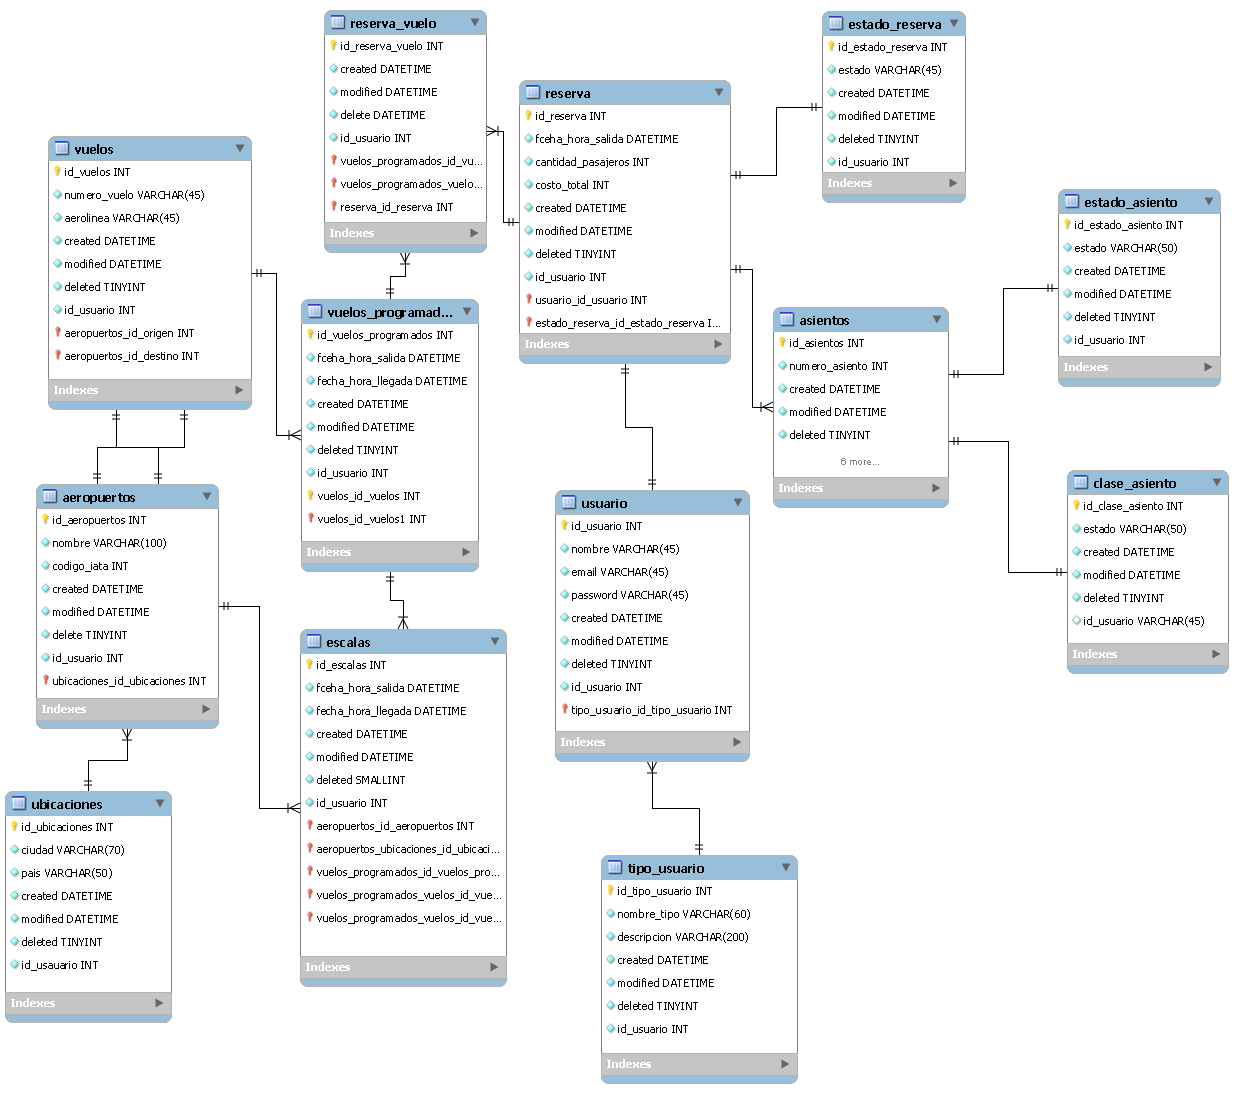 reserva_vuelo
id_reserva_vuelo INT
created DATETIME
modified DATETIME
delete DATETIME
id_usuario INT
vuelos_programados_id_vu...
vuelos_programados_vuelo...
reserva_id_reserva INT
Indexes
reserva
id_reserva INT
fceha_hora_salida DATETIME
cantidad_pasajeros INT
costo_total INT
created DATETIME
modified DATETIME
deleted TINYINT
id_usuario INT
usuario_id_usuario INT
estado_reserva_id_estado_reserva I...
Indexes
estado_reserva
id_estado_reserva INT
estado VARCHAR(45)
created DATETIME
modified DATETIME
deleted TINYINT
id_usuario INT
Indexes
vuelos
id_vuelos INT
numero_vuelo VARCHAR(45)
aerolinea VARCHAR(45)
created DATETIME
modified DATETIME
deleted TINYINT
id_usuario INT
aeropuertos_id_origen INT
aeropuertos_id_destino INT
Indexes
vuelos_programad...
id_vuelos_programados INT
fceha_hora_salida DATETIME
fecha_hora_llegada DATETIME
created DATETIME
modified DATETIME
deleted TINYINT
id_usuario INT
vuelos_id_vuelos INT
vuelos_id_vuelos1 INT
Indexes
asientos
id_asientos INT
numero_asiento INT
created DATETIME
modified DATETIME
deleted TINYINT
6 more...
Indexes
estado_asiento
id_estado_asiento INT
estado VARCHAR(50)
created DATETIME
modified DATETIME
deleted TINYINT
id_usuario INT
Indexes
clase_asiento
id_clase_asiento INT
estado VARCHAR(50)
created DATETIME
modified DATETIME
deleted TINYINT
id_usuario VARCHAR(45)
Indexes
aeropuertos
id_aeropuertos INT
nombre VARCHAR(100)
codigo_iata INT
created DATETIME
modified DATETIME
delete TINYINT
id_usuario INT
ubicaciones_id_ubicaciones INT
Indexes
escalas
id_escalas INT
fceha_hora_salida DATETIME
fecha_hora_llegada DATETIME
created DATETIME
modified DATETIME
deleted SMALLINT
id_usuario INT
aeropuertos_id_aeropuertos INT
aeropuertos_ubicaciones_id_ubicaci...
vuelos_programados_id_vuelos_pro...
vuelos_programados_vuelos_id_vue...
vuelos_programados_vuelos_id_vue...
Indexes
usuario
id_usuario INT
nombre VARCHAR(45)
email VARCHAR(45)
password VARCHAR(45)
created DATETIME
modified DATETIME
deleted TINYINT
id_usuario INT
tipo_usuario_id_tipo_usuario INT
Indexes
ubicaciones
id_ubicaciones INT
ciudad VARCHAR(70)
pais VARCHAR(50)
created DATETIME
modified DATETIME
deleted TINYINT
id_usauario INT
Indexes
tipo_usuario
id_tipo_usuario INT
nombre_tipo VARCHAR(60)
descripcion VARCHAR(200)
created DATETIME
modified DATETIME
deleted TINYINT
id_usuario INT
Indexes